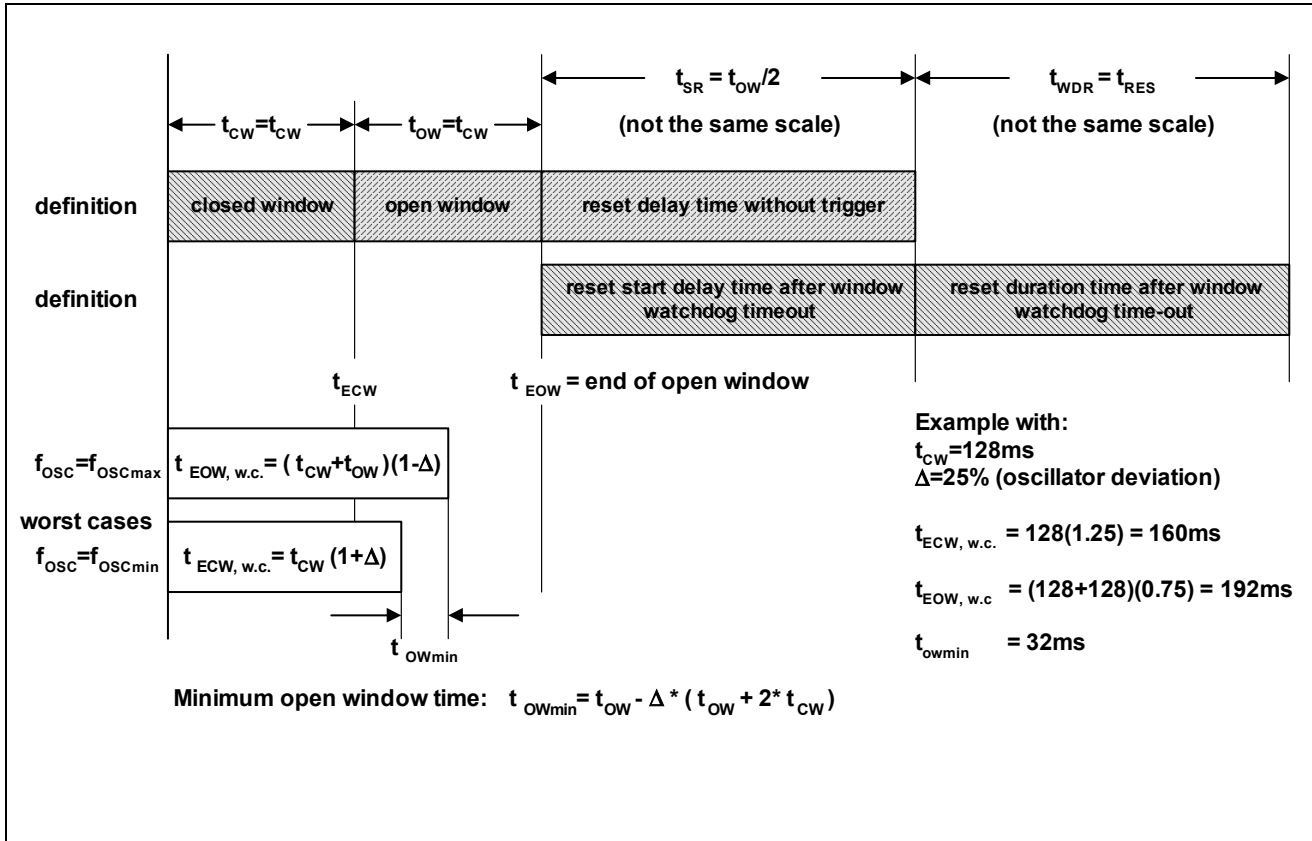 t_SR = t_OW/2
t_WDR = t_RES
t_CW=t_CW
t_OW=t_CW
(not the same scale)
(not the same scale)
definition
closed window
open window
reset delay time without trigger
definition
reset start delay time after window
watchdog timeout
reset duration time after window
watchdog time-out
t_ECW
t_EOW = end of open window
f_OSC=f_OSCmax
t_EOW, w.c.= ( t_CW+t_OW )(1-Δ)
worst cases
f_OSC=f_OSCmin
t_ECW, w.c.= t_CW (1+Δ)
t_OWmin
Example with:
t_CW=128ms
Δ=25% (oscillator deviation)
t_ECW, w.c. = 128(1.25) = 160ms
t_EOW, w.c = (128+128)(0.75) = 192ms
t_owmin = 32ms
Minimum open window time: t_OWmin= t_OW - Δ * ( t_OW + 2* t_CW )